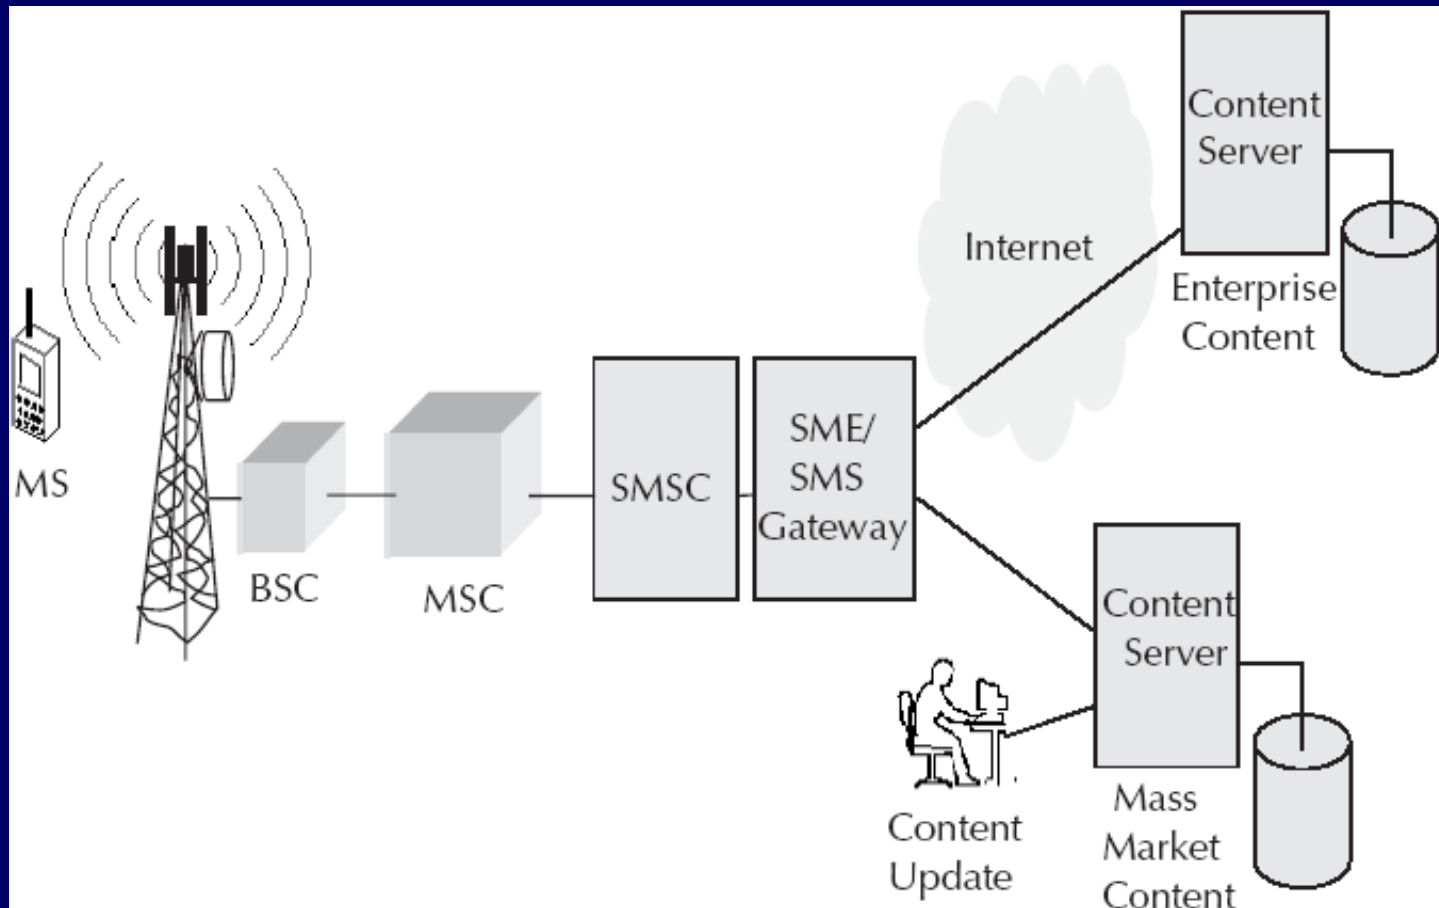 MS
BSC
MSC
SMSC
SME/
SMS
Gateway
Internet
Content
Server
Enterprise
Content
Content
Server
Content
Update
Mass
Market
Content